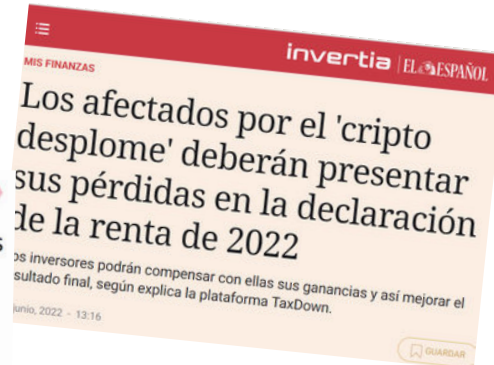 invertia | EL ESPAÑOL
MIS FINANZAS
Los afectados por el 'cripto
desplome' deberán presentar
sus pérdidas en la declaración
de la renta de 2022
os inversores podrán compensar con ellas sus ganancias y así mejorar el
sultado final, según explica la plataforma TaxDown.
junio, 2022 - 13:16
GUARDAR
s